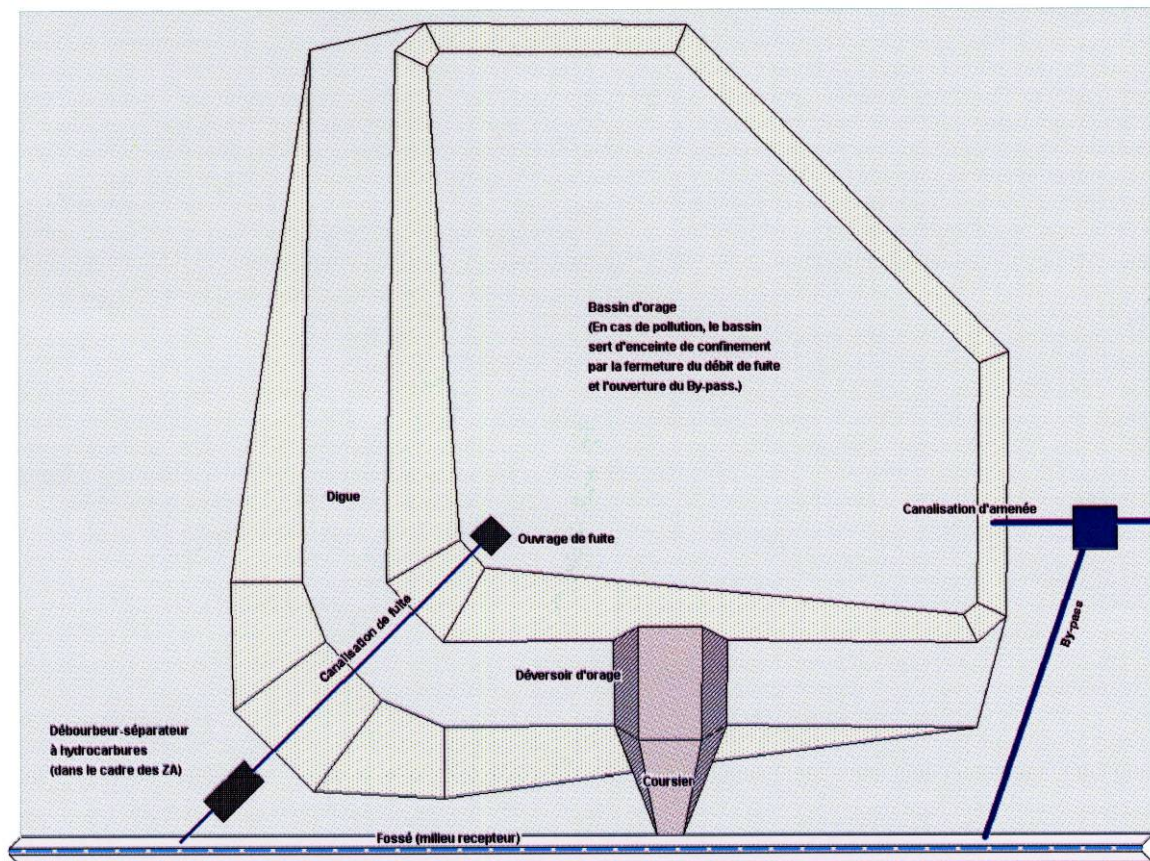 Bassin d'orage
(En cas de pollution, le bassin
sert d'enceinte de confinement
par la fermeture du débit de fuite
et l'ouverture du By-pass.)
Digue
Canalisation d'amenée
Ouvrage de fuite
Canalisation de fuite
By-pass
Déversoir d'orage
Débourbeur-séparateur
à hydrocarbures
(dans le cadre des ZA)
Coursier
Fossé (milieu recepteur)